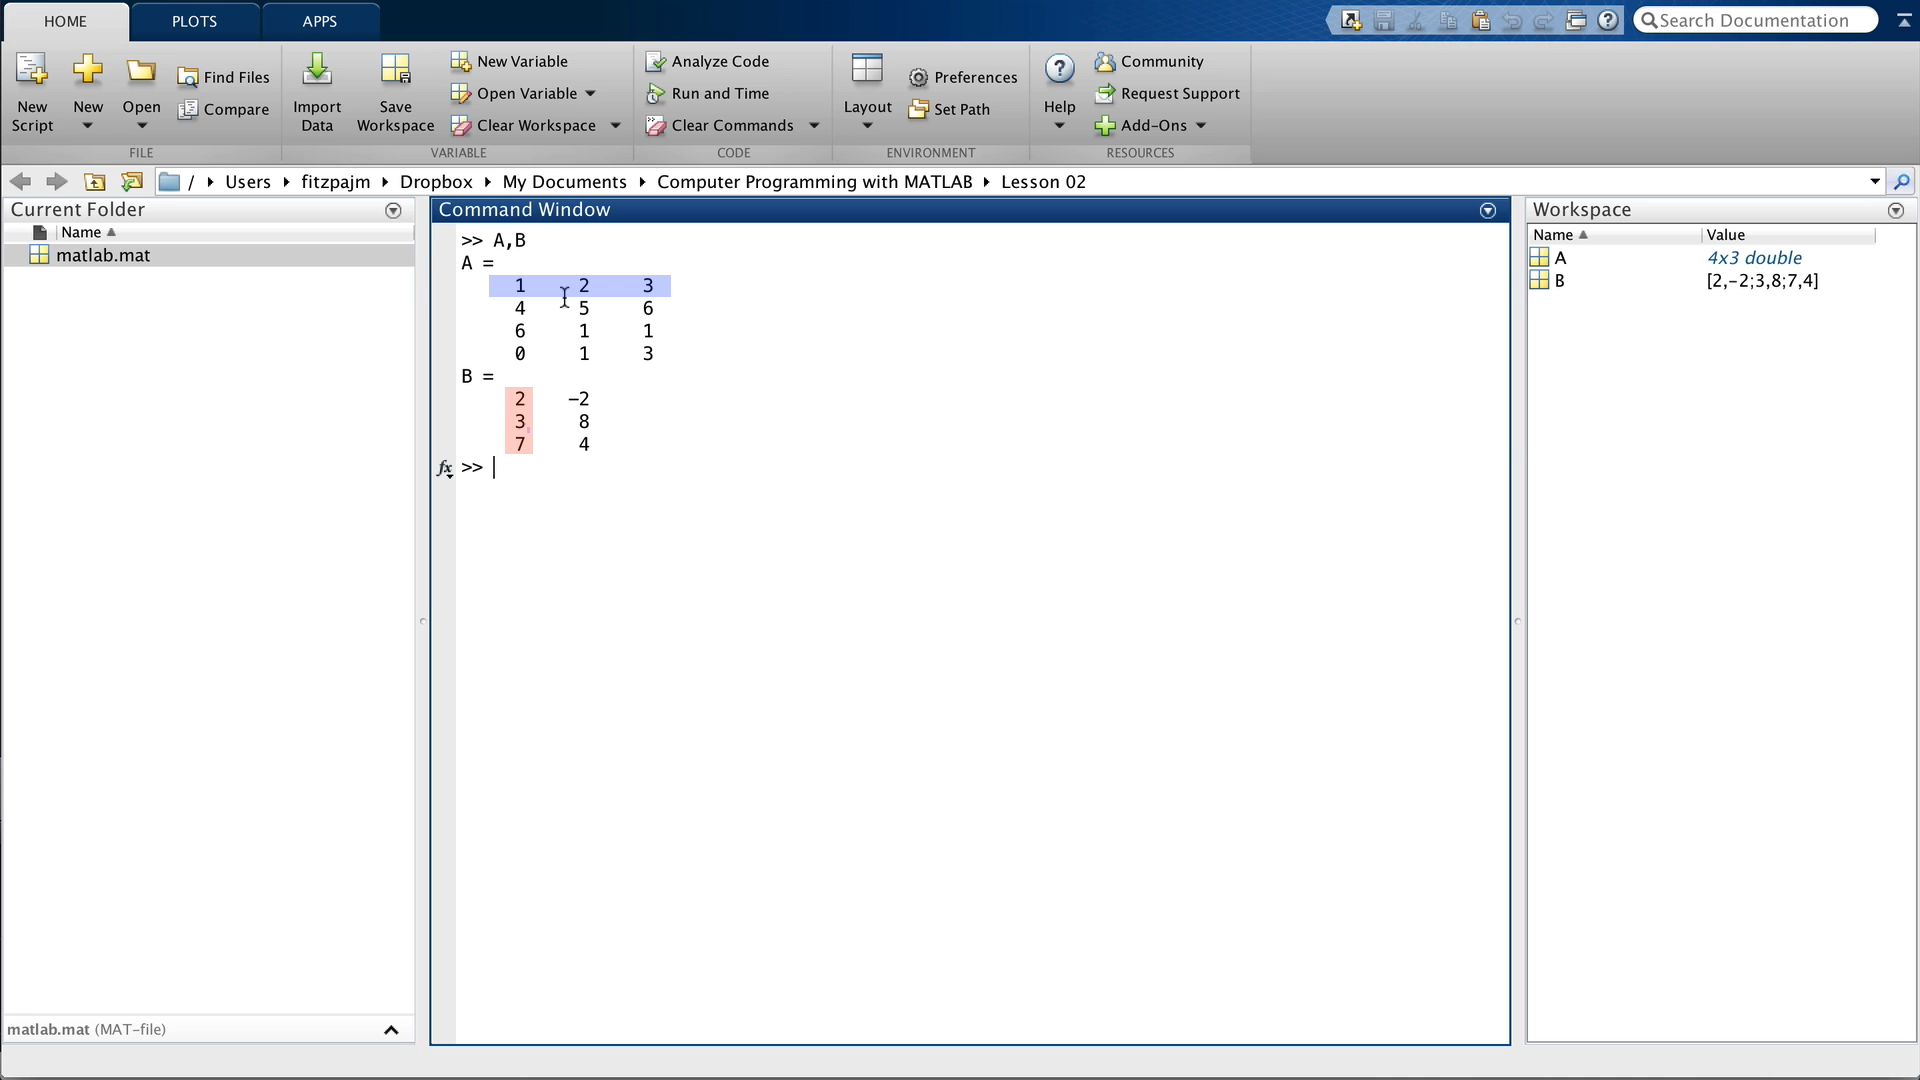 HOME PLOTS APPS
Search Documentation
New Script
New
Open
Find Files
Compare
FILE
Import Data
Save Workspace
New Variable
Open Variable
Clear Workspace
VARIABLE
Analyze Code
Run and Time
Clear Commands
CODE
Layout
Preferences
Set Path
ENVIRONMENT
Help
Community
Request Support
Add-Ons
RESOURCES
/ Users fitzpajm Dropbox My Documents Computer Programming with MATLAB Lesson 02
Current Folder
Name
matlab.mat
matlab.mat (MAT-file)
Command Window
>> A,B
A =
1 2 3
4 5 6
6 1 1
0 1 3
B =
2 -2
3 8
7 4
fx >>
Workspace
Name Value
A 4x3 double
B [2,-2;3,8;7,4]